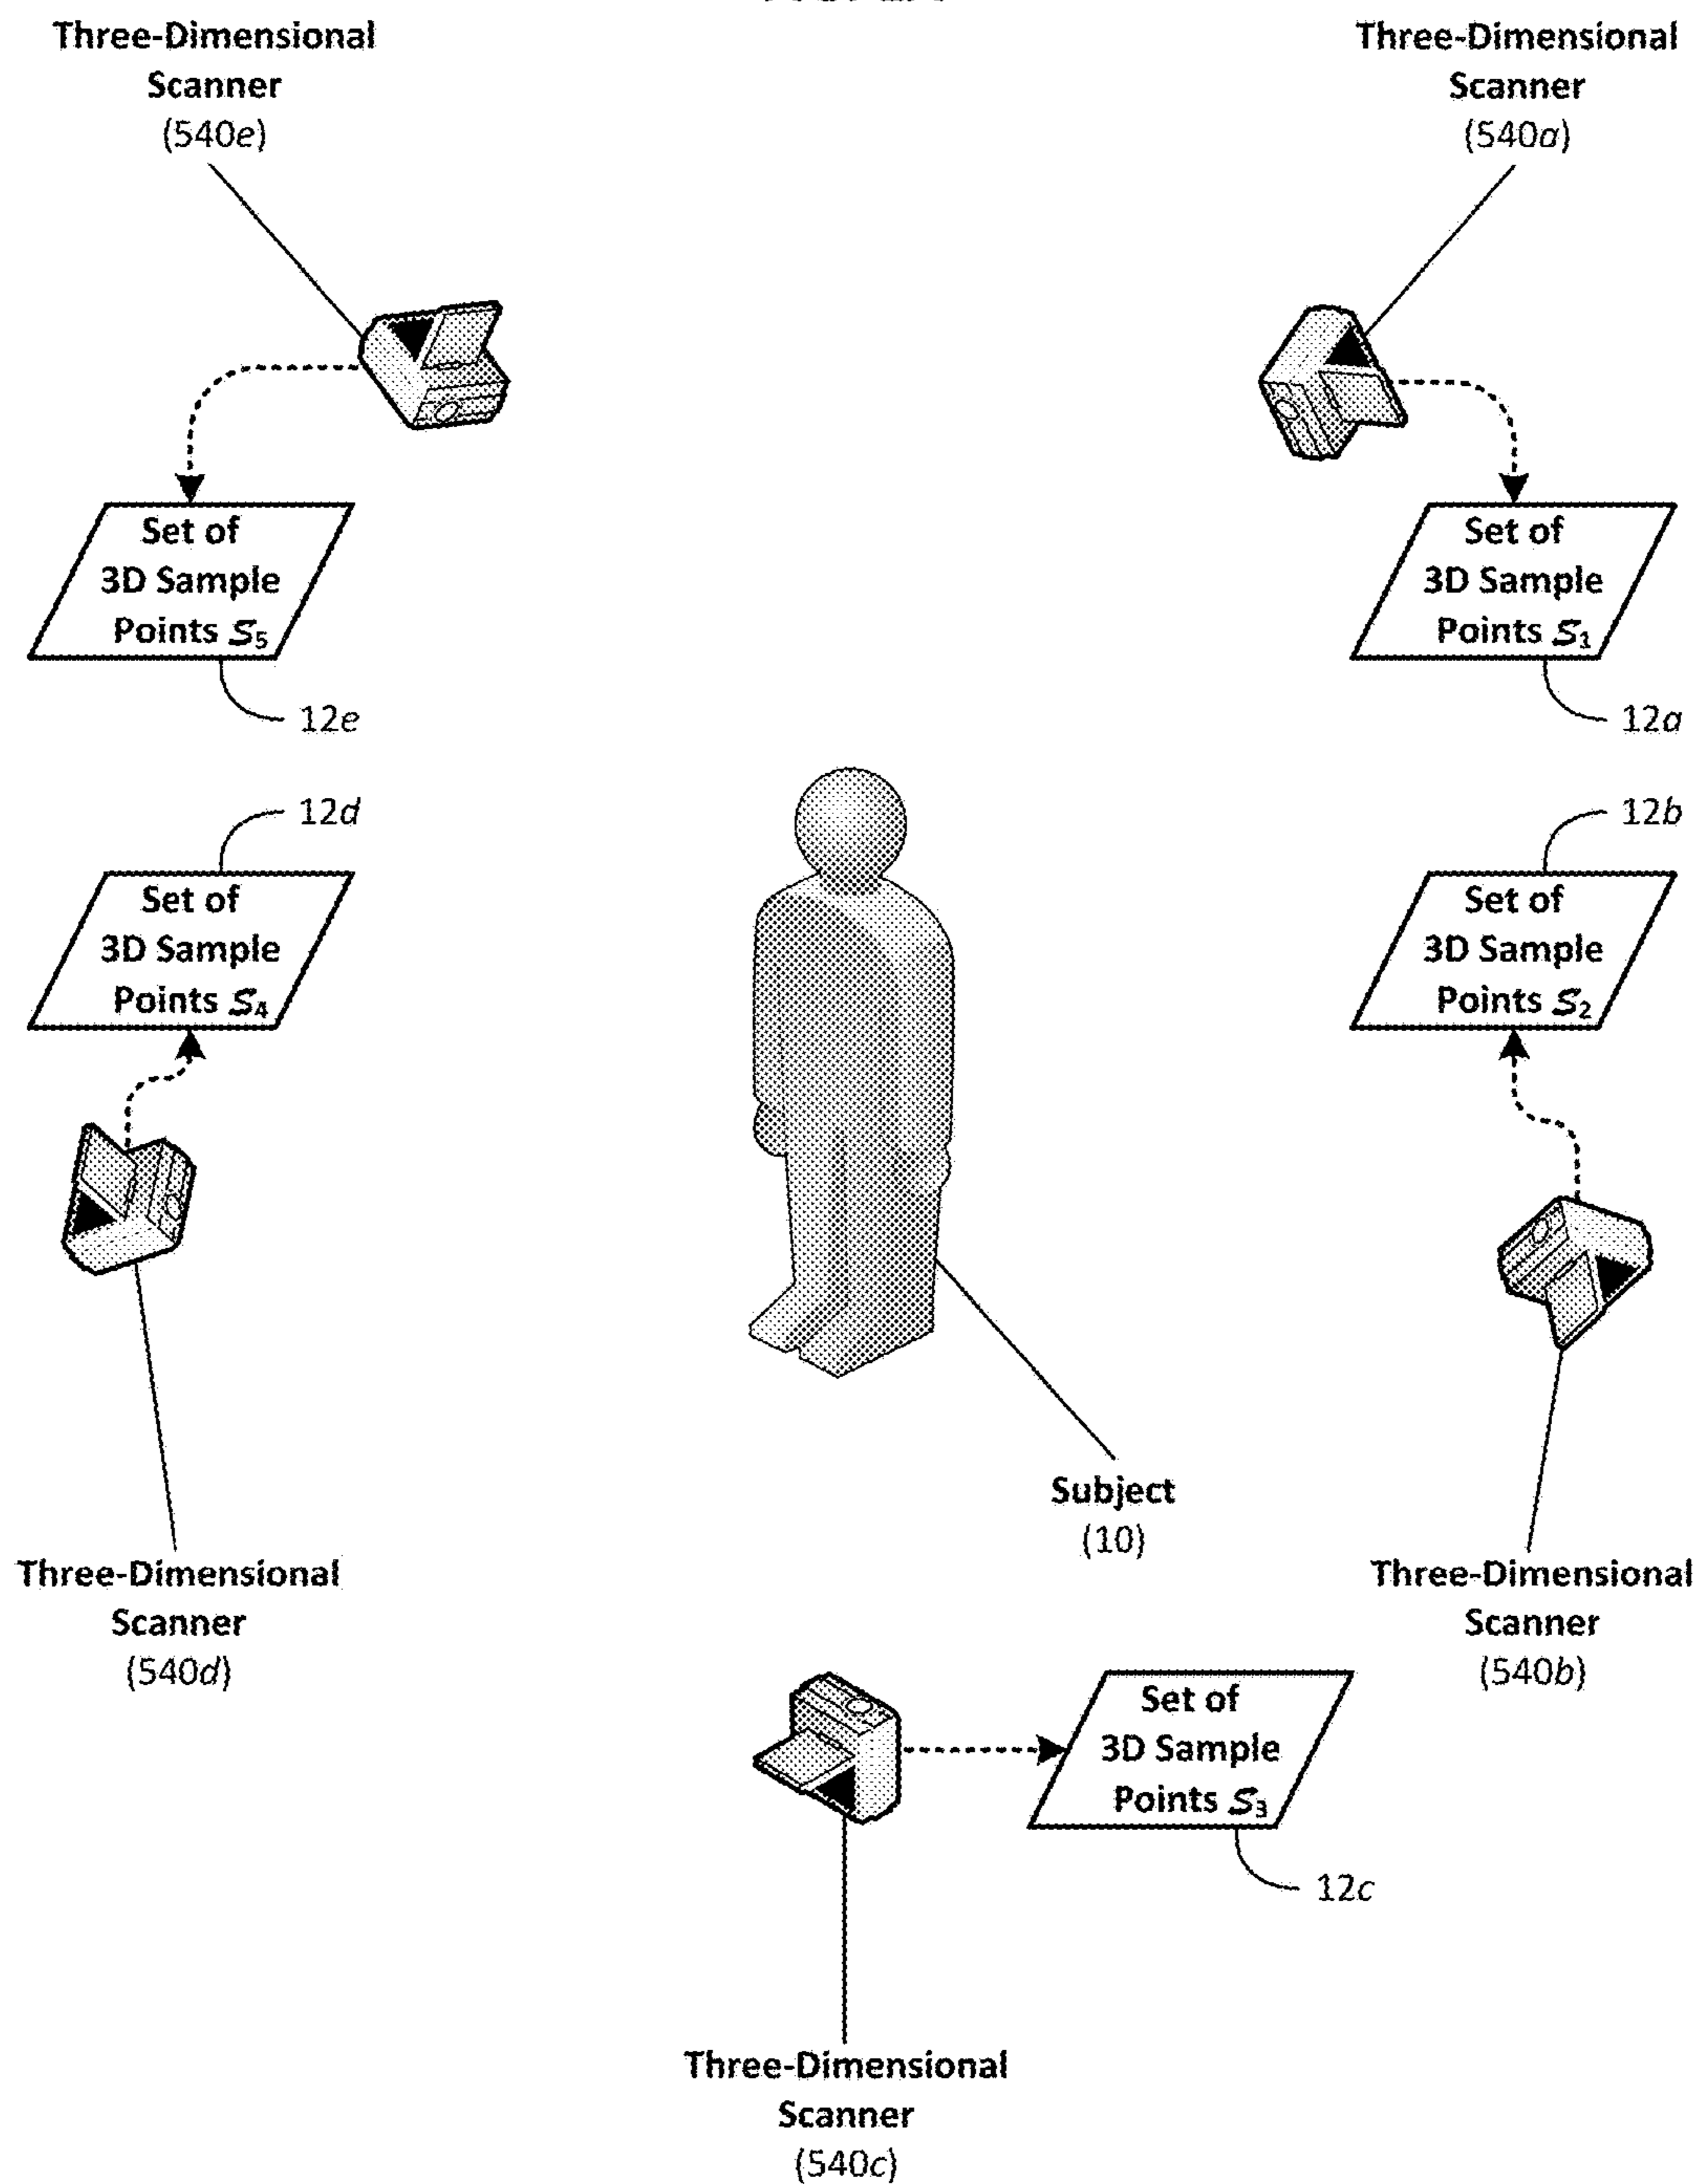 Three-Dimensional
Scanner
(540e)
Three-Dimensional
Scanner
(540a)
Set of
3D Sample
Points S₅
12e
Set of
3D Sample
Points S₁
12a
12d
Set of
3D Sample
Points S₄
12b
Set of
3D Sample
Points S₂
Subject
(10)
Three-Dimensional
Scanner
(540d)
Three-Dimensional
Scanner
(540b)
Set of
3D Sample
Points S₃
12c
Three-Dimensional
Scanner
(540c)